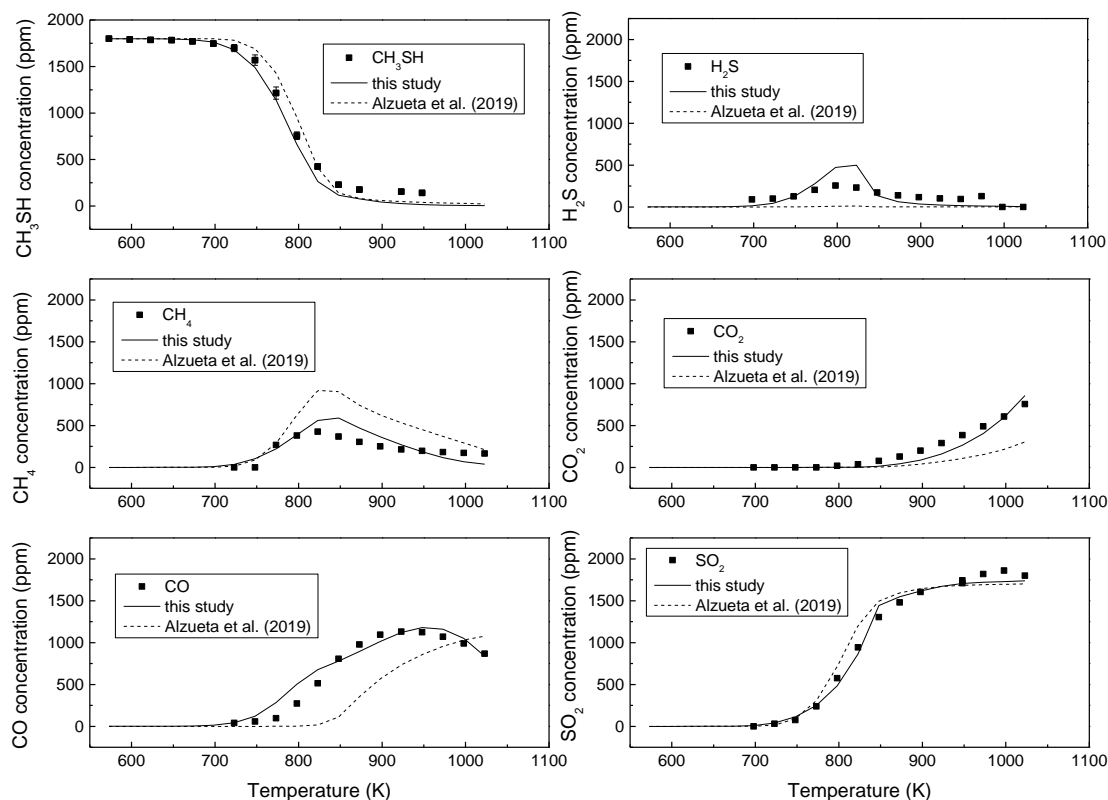 CH₃SH concentration (ppm)
2000
1500
1000
500
0
CH₃SH
this study
Alzueta et al. (2019)
600 700 800 900 1000 1100
H₂S concentration (ppm)
2000
1500
1000
500
0
H₂S
this study
Alzueta et al. (2019)
600 700 800 900 1000 1100
CH₄ concentration (ppm)
2000
1500
1000
500
0
CH₄
this study
Alzueta et al. (2019)
600 700 800 900 1000 1100
CO₂ concentration (ppm)
2000
1500
1000
500
0
CO₂
this study
Alzueta et al. (2019)
600 700 800 900 1000 1100
CO concentration (ppm)
2000
1500
1000
500
0
CO
this study
Alzueta et al. (2019)
600 700 800 900 1000 1100
Temperature (K)
SO₂ concentration (ppm)
2000
1500
1000
500
0
SO₂
this study
Alzueta et al. (2019)
600 700 800 900 1000 1100
Temperature (K)